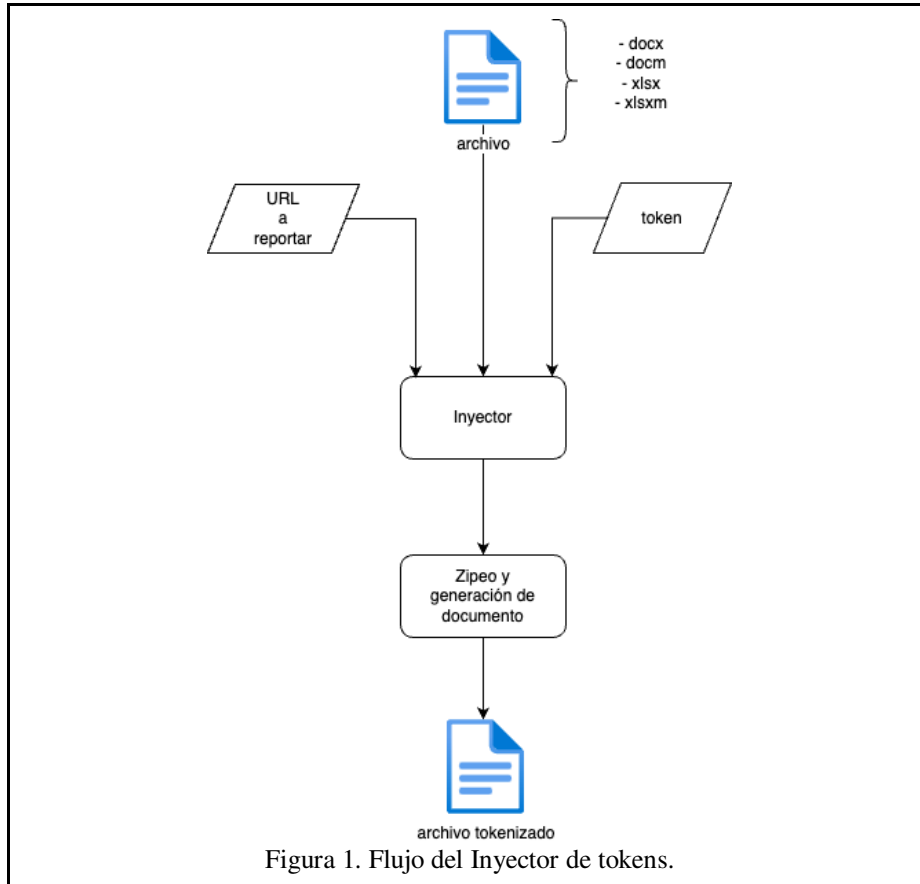 - docx
- docm
- xlsx
- xlsxm
archivo
URL
a
reportar
token
Inyector
Zipeo y
generación de
documento
archivo tokenizado
Figura 1. Flujo del Inyector de tokens.